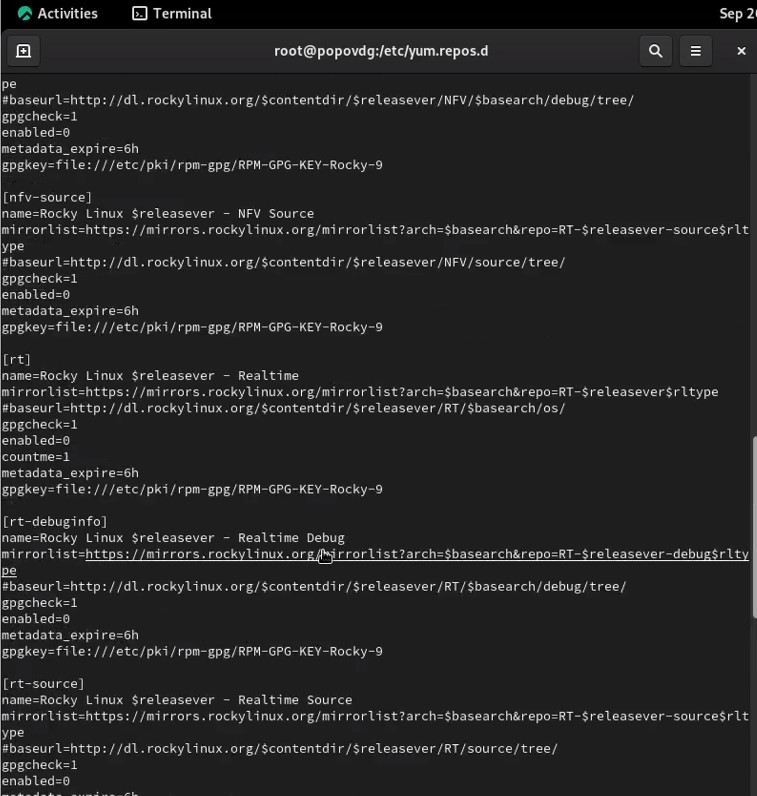 Activities
Terminal
Sep 2
root@popovdg:/etc/yum.repos.d
pe
#baseurl=http://dl.rockylinux.org/$contentdir/$releasever/NFV/$basearch/debug/tree/
gpgcheck=1
enabled=0
metadata_expire=6h
gpgkey=file:///etc/pki/rpm-gpg/RPM-GPG-KEY-Rocky-9
[nfv-source]
name=Rocky Linux $releasever - NFV Source
mirrorlist=https://mirrors.rockylinux.org/mirrorlist?arch=$basearch&repo=RT-$releasever-source$rlt
ype
#baseurl=http://dl.rockylinux.org/$contentdir/$releasever/NFV/source/tree/
gpgcheck=1
enabled=0
metadata_expire=6h
gpgkey=file:///etc/pki/rpm-gpg/RPM-GPG-KEY-Rocky-9
[rt]
name=Rocky Linux $releasever - Realtime
mirrorlist=https://mirrors.rockylinux.org/mirrorlist?arch=$basearch&repo=RT-$releasever$rltype
#baseurl=http://dl.rockylinux.org/$contentdir/$releasever/RT/$basearch/os/
gpgcheck=1
enabled=0
countme=1
metadata_expire=6h
gpgkey=file:///etc/pki/rpm-gpg/RPM-GPG-KEY-Rocky-9
[rt-debuginfo]
name=Rocky Linux $releasever - Realtime Debug
mirrorlist=https://mirrors.rockylinux.org/mirrorlist?arch=$basearch&repo=RT-$releasever-debug$rlty
pe
#baseurl=http://dl.rockylinux.org/$contentdir/$releasever/RT/$basearch/debug/tree/
gpgcheck=1
enabled=0
metadata_expire=6h
gpgkey=file:///etc/pki/rpm-gpg/RPM-GPG-KEY-Rocky-9
[rt-source]
name=Rocky Linux $releasever - Realtime Source
mirrorlist=https://mirrors.rockylinux.org/mirrorlist?arch=$basearch&repo=RT-$releasever-source$rlt
ype
#baseurl=http://dl.rockylinux.org/$contentdir/$releasever/RT/source/tree/
gpgcheck=1
enabled=0
metadata_expire=6h